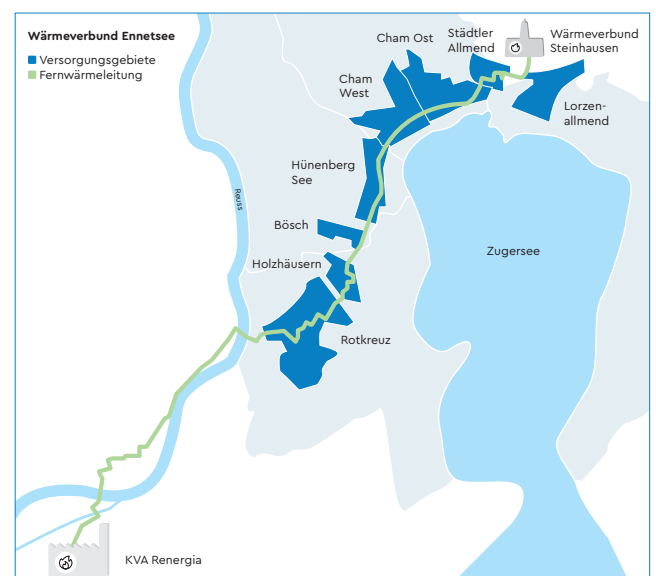 Wärmeverbund Ennetsee
Versorgungsgebiete
Fernwärmeleitung
Cham Ost
Städtler
Allmend
Wärmeverbund
Steinhausen
Cham
West
Lorzen-
allmend
Hünenberg
See
Reuss
Bösch
Zugersee
Holzhäusern
Rotkreuz
KVA Renergia